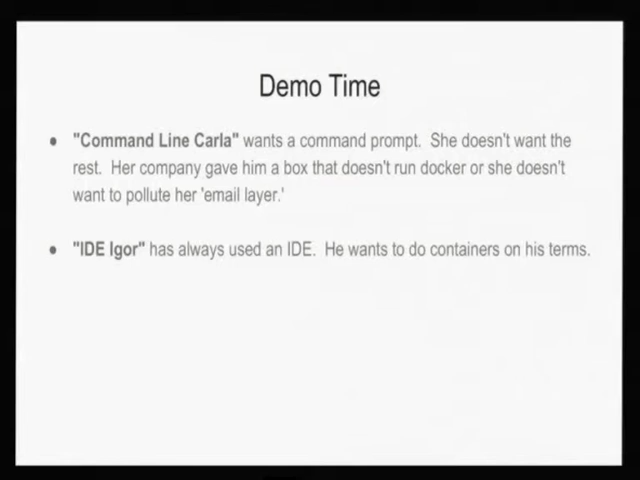 Demo Time
● "Command Line Carla" wants a command prompt. She doesn't want the
rest. Her company gave him a box that doesn't run docker or she doesn't
want to pollute her 'email layer.'
● "IDE Igor" has always used an IDE. He wants to do containers on his terms.